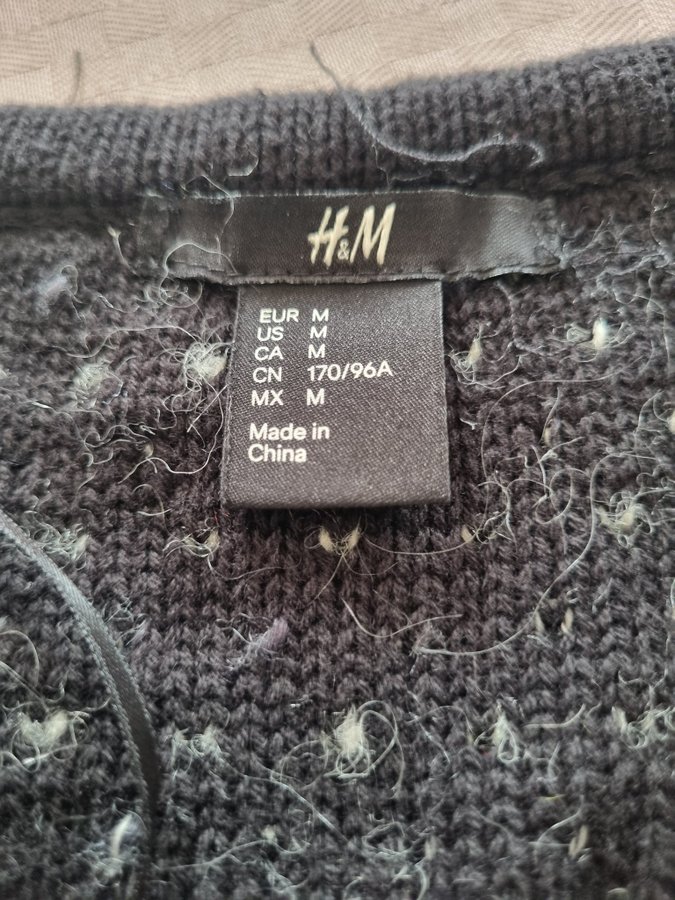 H&M
EUR M
US M
CA M
CN 170/96A
MX M
Made in
China